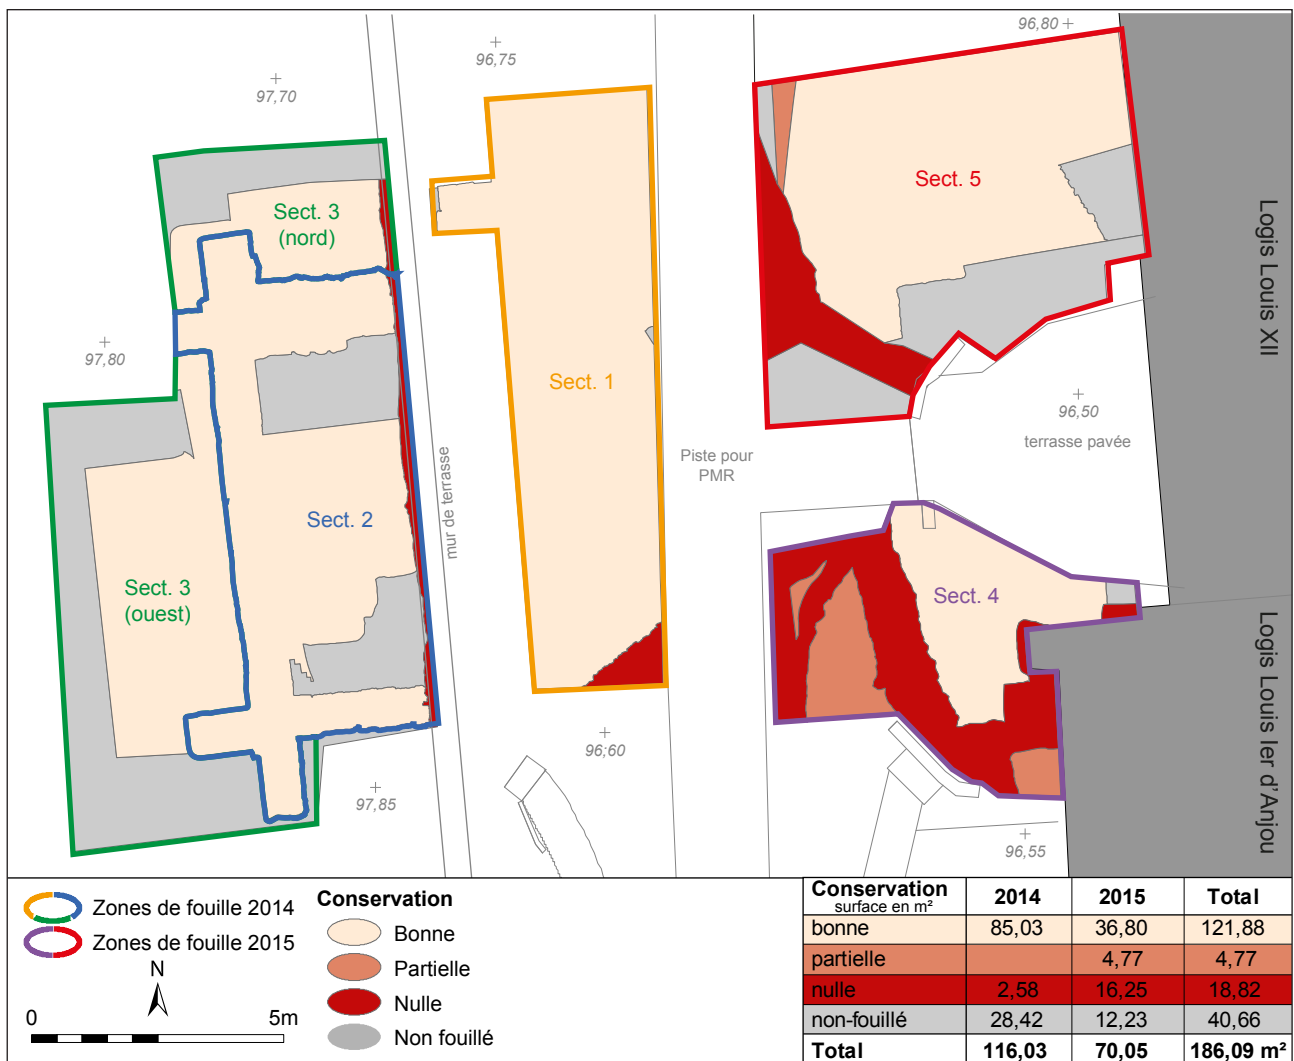 96,80
96,75
97,70
Sect. 5
Sect. 3
(nord)
Logis Louis XII
97,80
Sect. 1
96,50
terrasse pavée
Piste pour
PMR
mur de terrasse
Sect. 2
Sect. 3
(ouest)
Sect. 4
Logis Louis Ier d'Anjou
96,60
97,85
96,55
Zones de fouille 2014
Zones de fouille 2015
N
0 5m
Conservation
Bonne
Partielle
Nulle
Non fouillé
Conservation 2014 2015 Total
surface en m²
bonne 85,03 36,80 121,88
partielle 4,77 4,77
nulle 2,58 16,25 18,82
non-fouillé 28,42 12,23 40,66
Total 116,03 70,05 186,09 m²